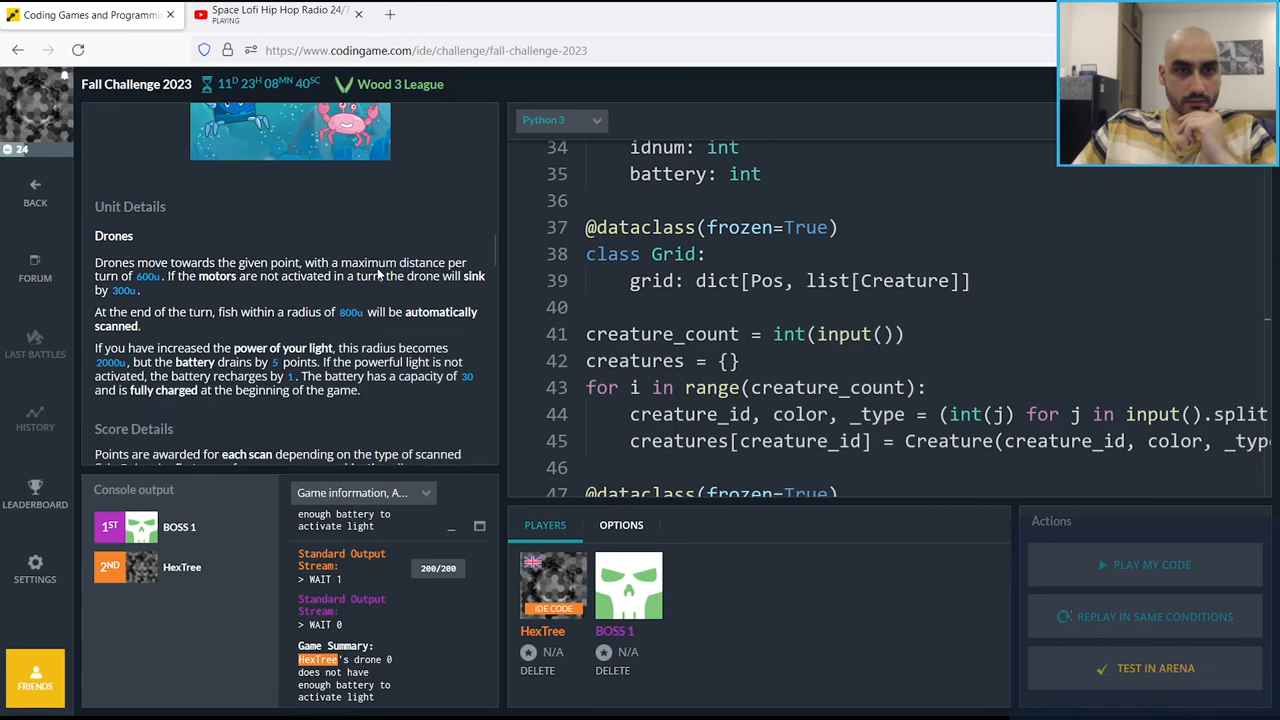 Coding Games and Programmi
Space Lofi Hip Hop Radio 24/7
PLAYING
https://www.codingame.com/ide/challenge/fall-challenge-2023
24
Fall Challenge 2023
11D 23H 08MN 40SC
Wood 3 League
BACK
FORUM
LAST BATTLES
HISTORY
LEADERBOARD
SETTINGS
FRIENDS
Unit Details
Drones
Drones move towards the given point, with a maximum distance per
turn of 600u. If the motors are not activated in a turn, the drone will sink
by 300u.
At the end of the turn, fish within a radius of 800u will be automatically
scanned.
If you have increased the power of your light, this radius becomes
2000u, but the battery drains by 5 points. If the powerful light is not
activated, the battery recharges by 1. The battery has a capacity of 30
and is fully charged at the beginning of the game.
Score Details
Points are awarded for each scan depending on the type of scanned
Python 3
34 idnum: int
35 battery: int
36
37 @dataclass(frozen=True)
38 class Grid:
39 grid: dict[Pos, list[Creature]]
40
41 creature_count = int(input())
42 creatures = {}
43 for i in range(creature_count):
44 creature_id, color, _type = (int(j) for j in input().split
45 creatures[creature_id] = Creature(creature_id, color, _typ
46
47 @dataclass(frozen=True)
Console output
1ST BOSS 1
2ND HexTree
Game information, A...
enough battery to
activate light
Standard Output
Stream:
> WAIT 1
Standard Output
Stream:
> WAIT 0
Game Summary:
HexTree's drone 0
does not have
enough battery to
activate light
200/200
PLAYERS
OPTIONS
IDE CODE
HexTree
N/A
DELETE
BOSS 1
N/A
DELETE
Actions
PLAY MY CODE
REPLAY IN SAME CONDITIONS
TEST IN ARENA